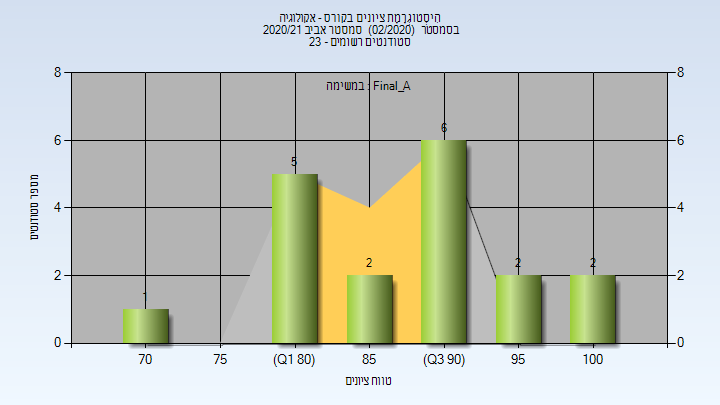 היסטוגרמת ציונים בקורס - אקולוגיה
בסמסטר (02/2020) סמסטר אביב 2020/21
סטודנטים רשומים - 23
במשימה : Final_A
מספר סטודנטים
8
6
4
2
0
8
6
4
2
0
1
5
2
6
2
2
70
75
(Q1 80)
85
(Q3 90)
95
100
טווח ציונים